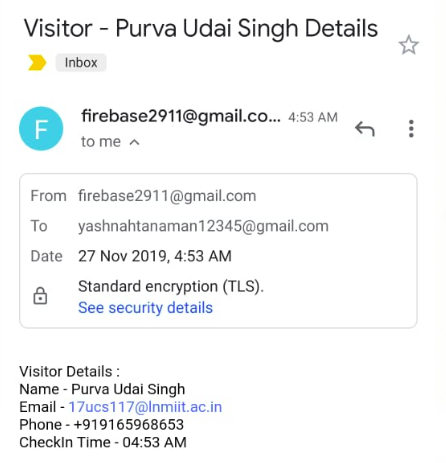 Visitor - Purva Udai Singh Details
Inbox
F
firebase2911@gmail.co... 4:53 AM
to me
From firebase2911@gmail.com
To yashnahtanaman12345@gmail.com
Date 27 Nov 2019, 4:53 AM
Standard encryption (TLS).
See security details
Visitor Details :
Name - Purva Udai Singh
Email - 17ucs117@lnmiit.ac.in
Phone - +919165968653
CheckIn Time - 04:53 AM